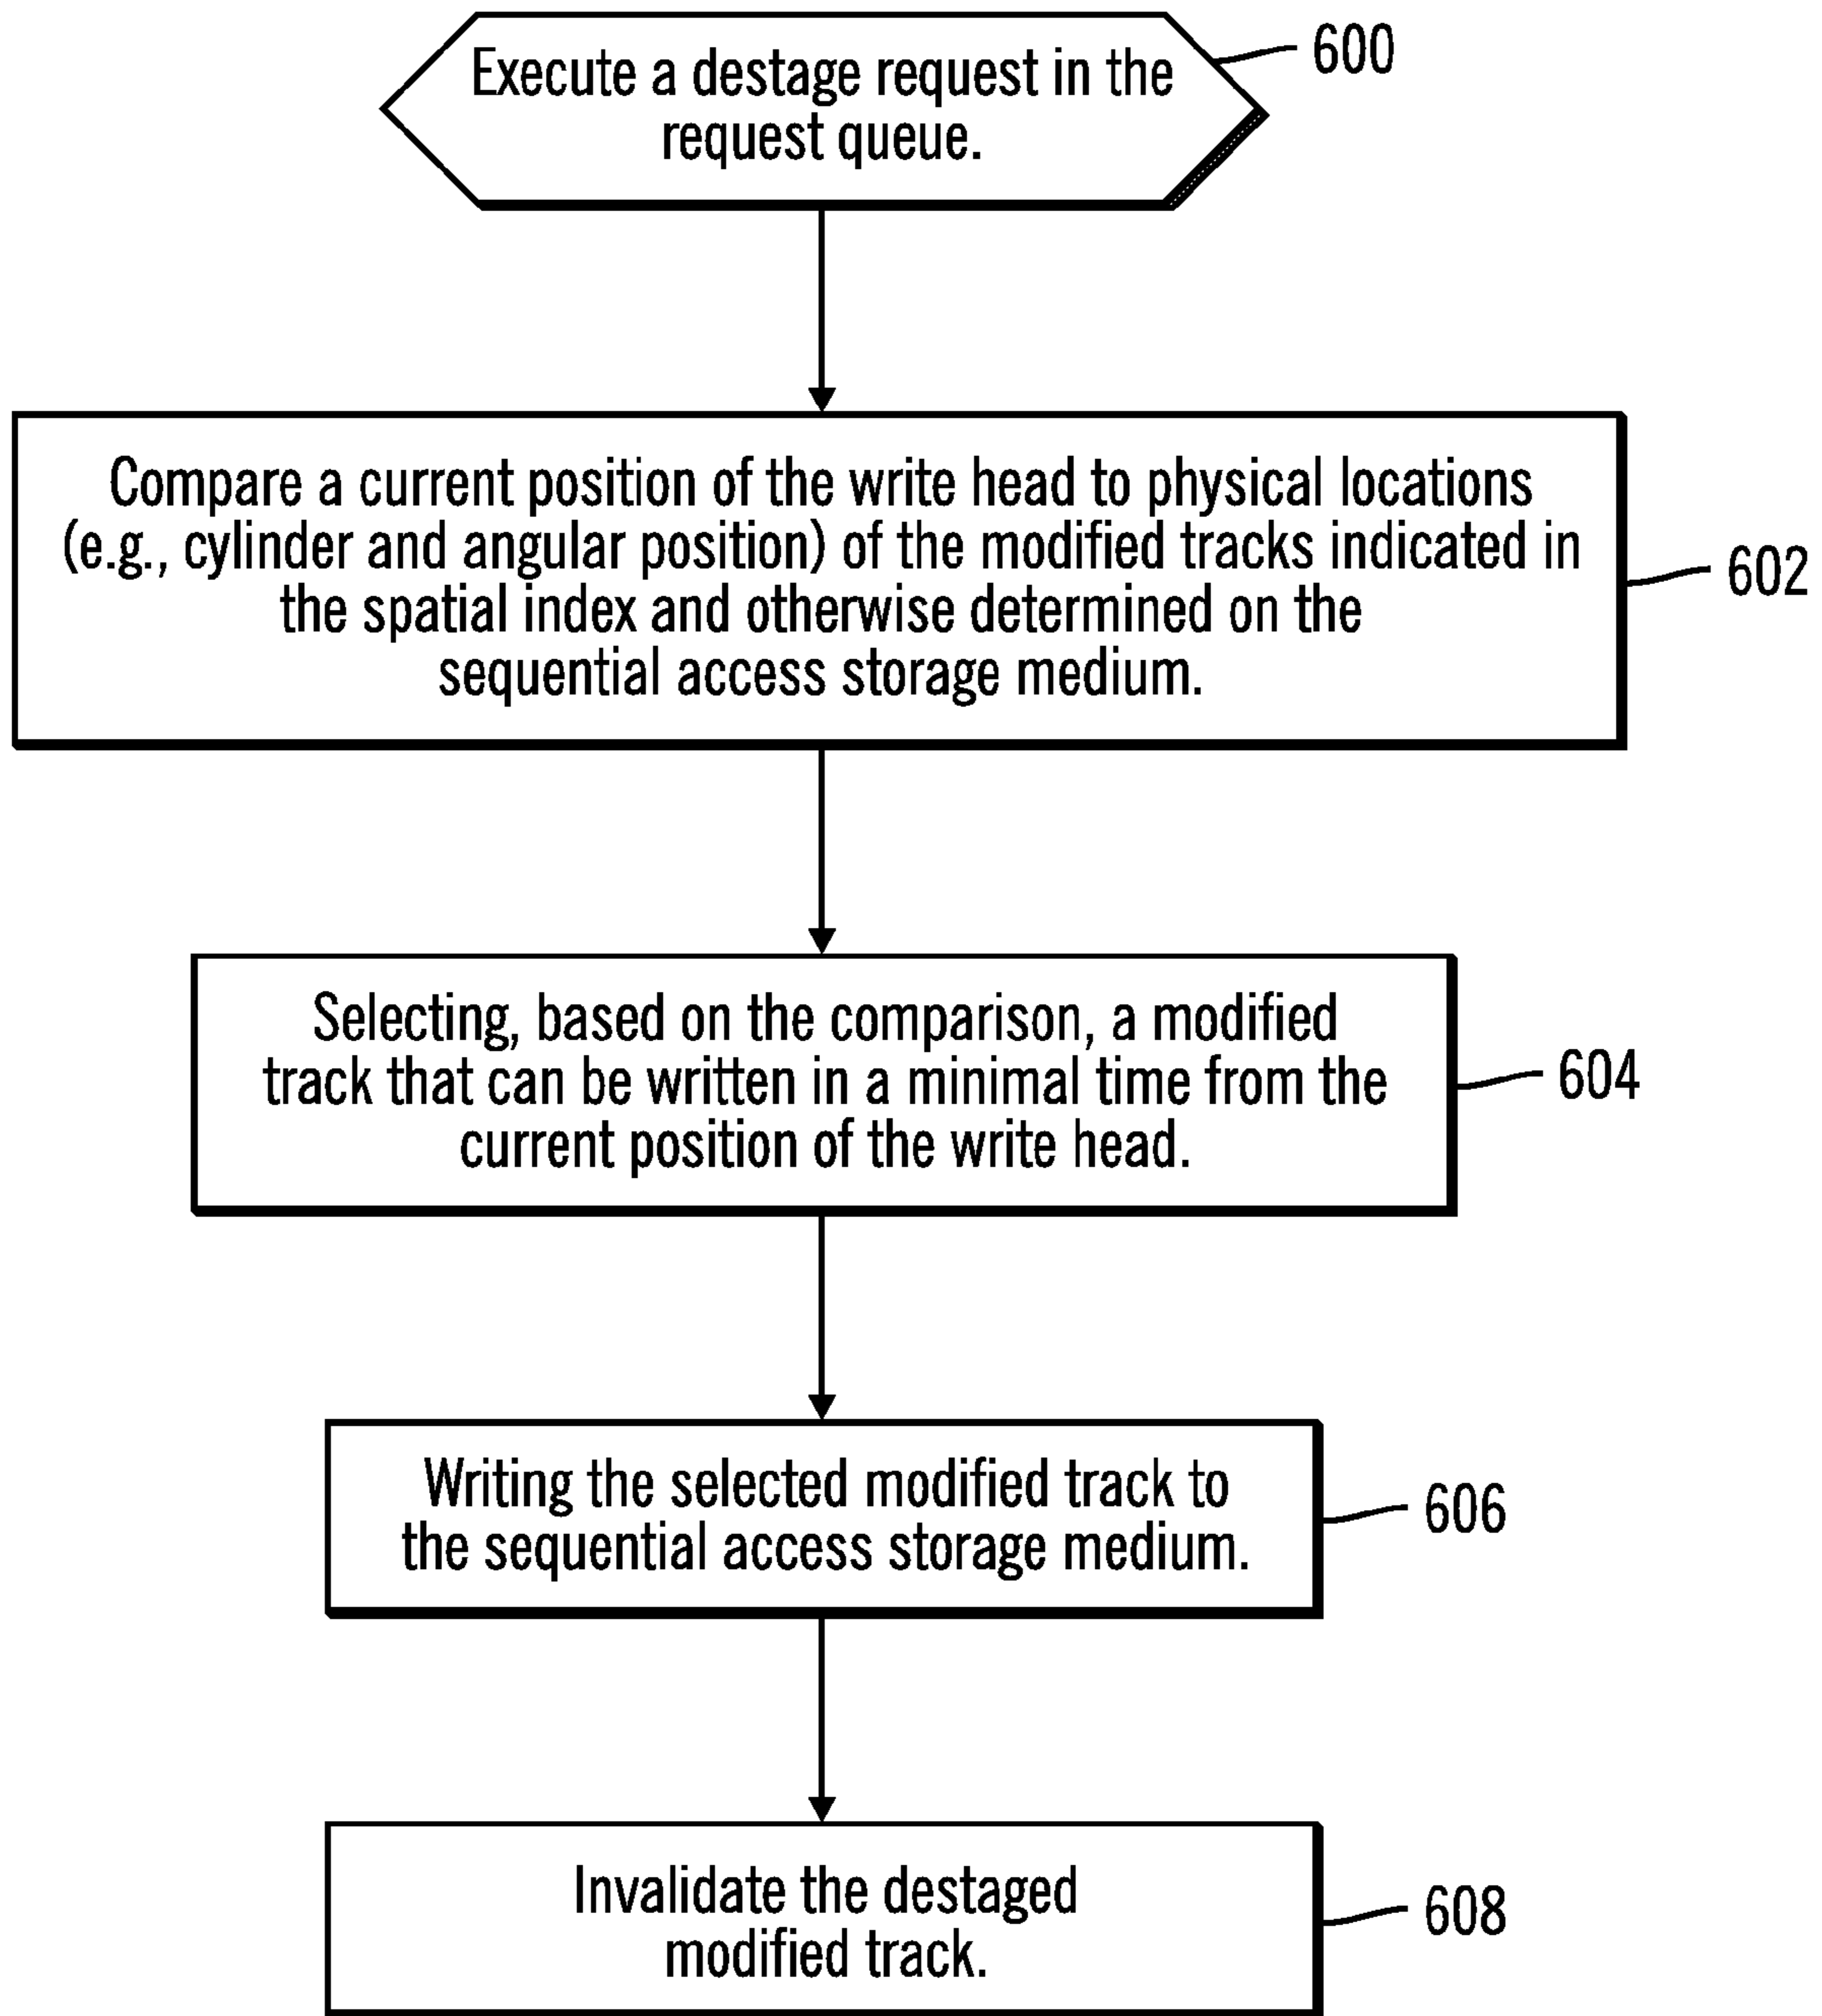 Execute a destage request in the
request queue.
600
Compare a current position of the write head to physical locations
(e.g., cylinder and angular position) of the modified tracks indicated in
the spatial index and otherwise determined on the
sequential access storage medium.
602
Selecting, based on the comparison, a modified
track that can be written in a minimal time from the
current position of the write head.
604
Writing the selected modified track to
the sequential access storage medium.
606
Invalidate the destaged
modified track.
608